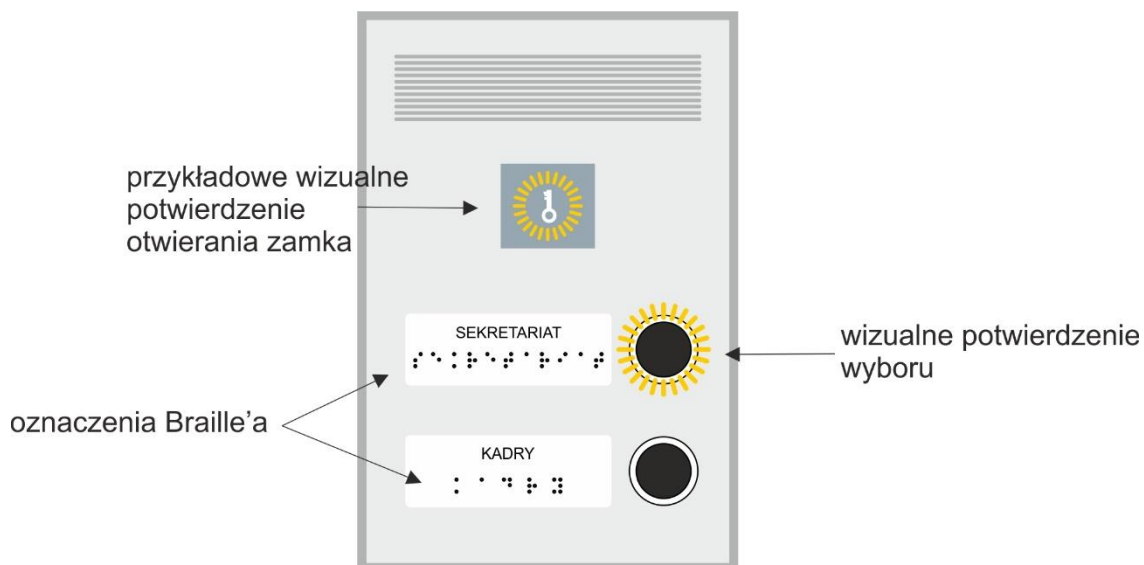 przykładowe wizualne
potwierdzenie
otwierania zamka
SEKRETARIAT
⠎⠑⠅⠗⠑⠞⠁⠗⠊⠁⠞
wizualne potwierdzenie
wyboru
oznaczenia Braille’a
KADRY
⠅⠁⠙⠗⠽